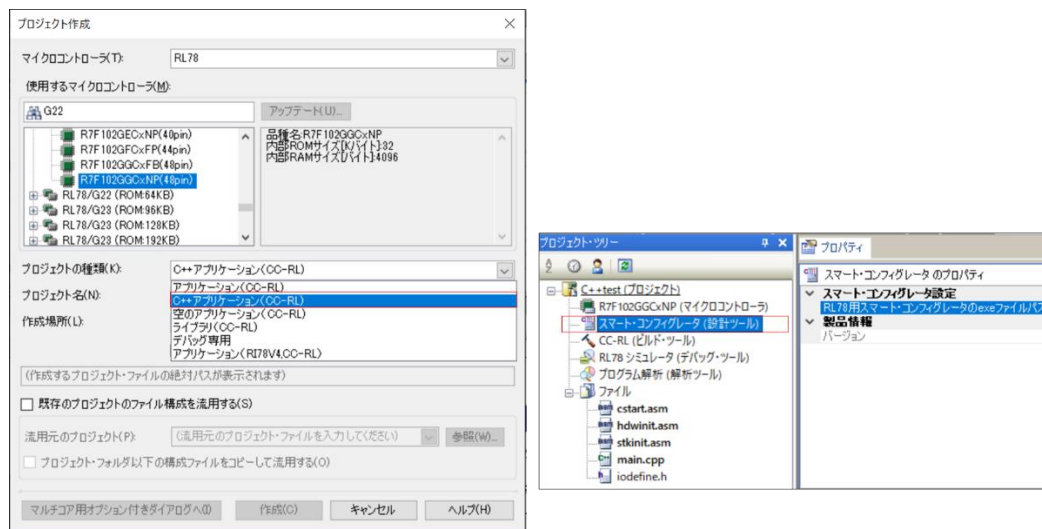 プロジェクト作成
マイクロコントローラ(T):
RL78
使用するマイクロコントローラ(M):
G22
アップデート(U)...
R7F102GECxNP(40pin)
R7F102GFCxFP(44pin)
R7F102GGCxFB(48pin)
R7F102GGCxNP(48pin)
RL78/G22 (ROM:64KB)
RL78/G23 (ROM:96KB)
RL78/G23 (ROM:128KB)
RL78/G23 (ROM:192KB)
品種名:R7F102GGCxNP
内部ROMサイズ[Kバイト]:32
内部RAMサイズ[バイト]:4096
プロジェクトの種類(K):
C++アプリケーション(CC-RL)
アプリケーション(CC-RL)
C++アプリケーション(CC-RL)
空のアプリケーション(CC-RL)
ライブラリ(CC-RL)
デバッグ専用
アプリケーション(RI78V4,CC-RL)
プロジェクト名(N):
作成場所(L):
(作成するプロジェクト・ファイルの絶対パスが表示されます)
既存のプロジェクトのファイル構成を流用する(S)
流用元のプロジェクト(P):
(流用元のプロジェクト・ファイルを入力してください)
参照(W)...
プロジェクト・フォルダ以下の構成ファイルをコピーして流用する(O)
マルチコア用オプション付きダイアログへ(I)
作成(C)
キャンセル
ヘルプ(H)
プロジェクト・ツリー
C++test (プロジェクト)
R7F102GGCxNP (マイクロコントローラ)
スマート・コンフィグレータ (設計ツール)
CC-RL (ビルド・ツール)
RL78 シミュレータ (デバッグ・ツール)
プログラム解析 (解析ツール)
ファイル
cstart.asm
hdwinit.asm
stkinit.asm
main.cpp
iodefine.h
プロパティ
スマート・コンフィグレータ のプロパティ
スマート・コンフィグレータ設定
RL78用スマート・コンフィグレータのexeファイルパス
製品情報
バージョン